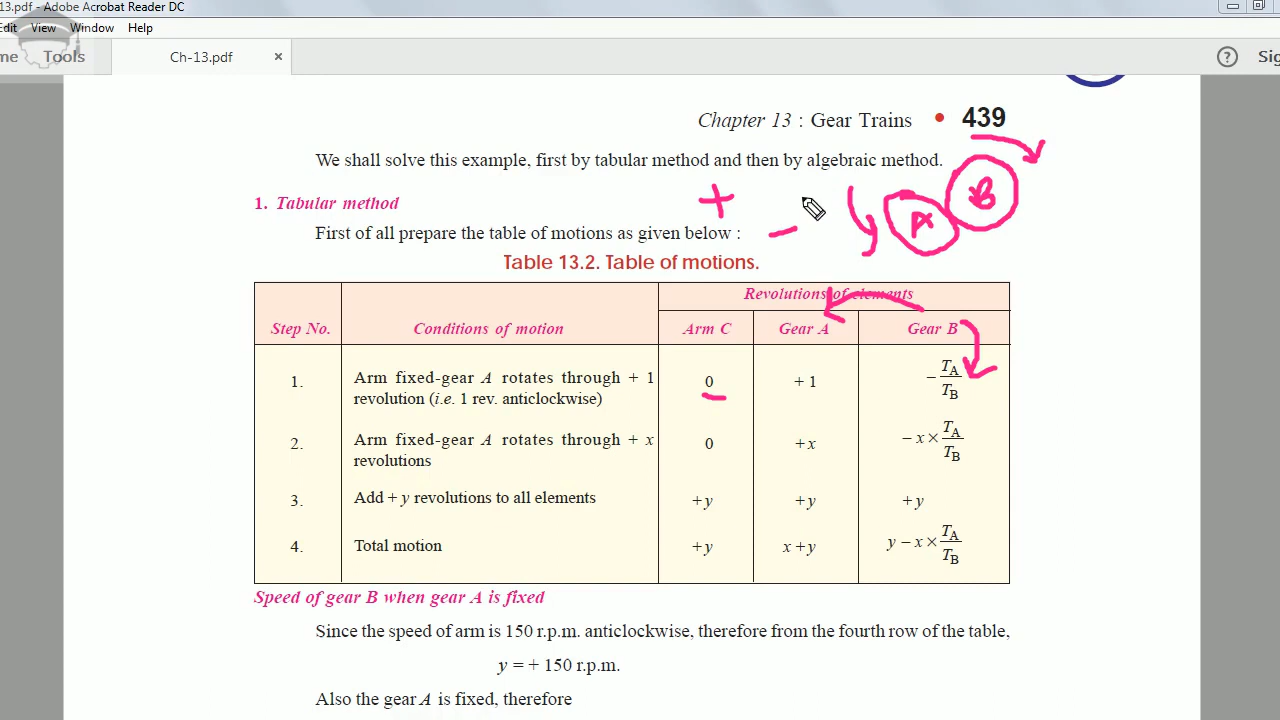 13.pdf - Adobe Acrobat Reader DC
Edit View Window Help
me Tools Ch-13.pdf × ? Sig
Chapter 13 : Gear Trains • 439
We shall solve this example, first by tabular method and then by algebraic method.
B
A
+
1. Tabular method
First of all prepare the table of motions as given below : −
Table 13.2. Table of motions.
Revolutions of elements
Step No. Conditions of motion Arm C Gear A Gear B
1. Arm fixed-gear A rotates through + 1 revolution (i.e. 1 rev. anticlockwise) 0 + 1 − T_A/T_B
2. Arm fixed-gear A rotates through + x revolutions 0 + x − x × T_A/T_B
3. Add + y revolutions to all elements + y + y + y
4. Total motion + y x + y y − x × T_A/T_B
Speed of gear B when gear A is fixed
Since the speed of arm is 150 r.p.m. anticlockwise, therefore from the fourth row of the table,
y = + 150 r.p.m.
Also the gear A is fixed, therefore